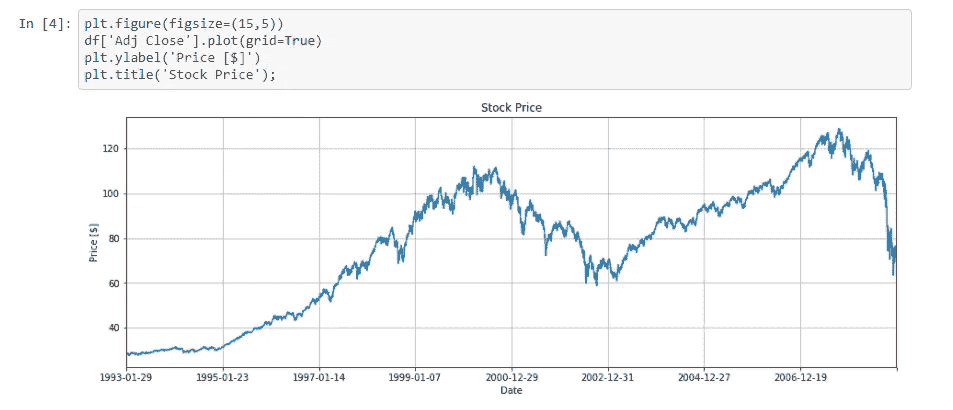 In [4]: plt.figure(figsize=(15,5))
df['Adj Close'].plot(grid=True)
plt.ylabel('Price [$]')
plt.title('Stock Price');
Stock Price
120
100
80
60
40
Price [$]
1993-01-29 1995-01-23 1997-01-14 1999-01-07 2000-12-29 2002-12-31 2004-12-27 2006-12-19
Date